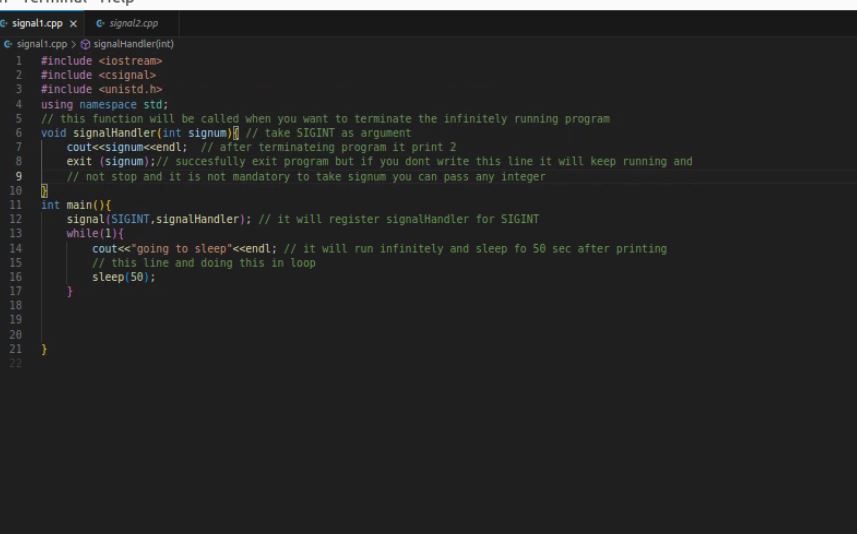 Terminal Help
signal1.cpp × signal2.cpp
signal1.cpp > signalHandler(int)
1 #include <iostream>
2 #include <csignal>
3 #include <unistd.h>
4 using namespace std;
5 // this function will be called when you want to terminate the infinitely running program
6 void signalHandler(int signum){ // take SIGINT as argument
7 cout<<signum<<endl; // after terminateing program it print 2
8 exit (signum);// succesfully exit program but if you dont write this line it will keep running and
9 // not stop and it is not mandatory to take signum you can pass any integer
10 }
11 int main(){
12 signal(SIGINT,signalHandler); // it will register signalHandler for SIGINT
13 while(1){
14 cout<<"going to sleep"<<endl; // it will run infinitely and sleep fo 50 sec after printing
15 // this line and doing this in loop
16 sleep(50);
17 }
18
19
20
21 }
22